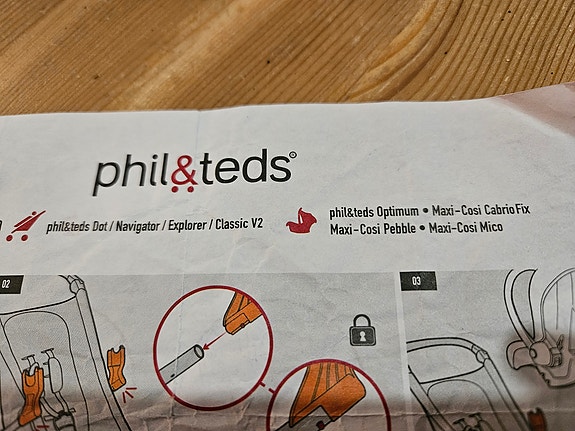 phil&teds®
phil&teds Dot / Navigator / Explorer / Classic V2
phil&teds Optimum • Maxi-Cosi CabrioFix
Maxi-Cosi Pebble • Maxi-Cosi Mico
02
03